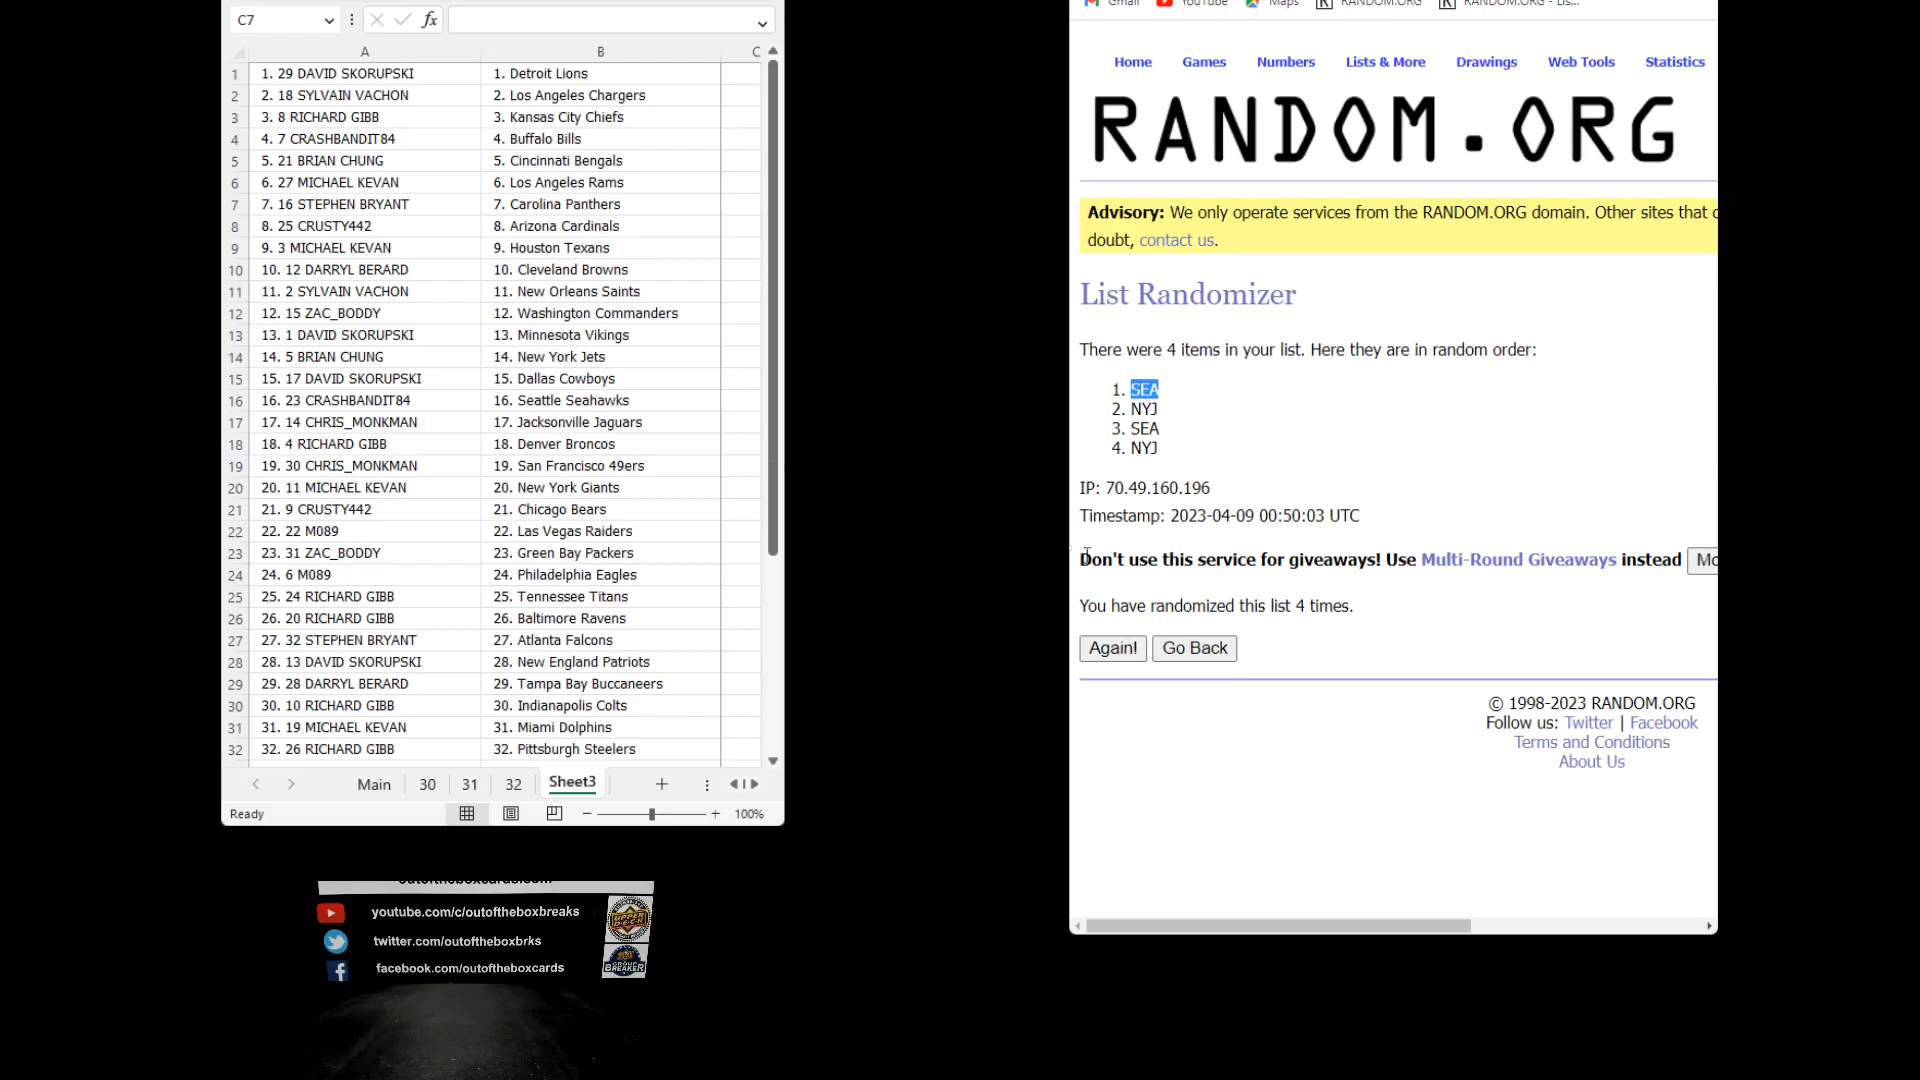 C7
fx
A B C
1 1. 29 DAVID SKORUPSKI 1. Detroit Lions
2 2. 18 SYLVAIN VACHON 2. Los Angeles Chargers
3 3. 8 RICHARD GIBB 3. Kansas City Chiefs
4 4. 7 CRASHBANDIT84 4. Buffalo Bills
5 5. 21 BRIAN CHUNG 5. Cincinnati Bengals
6 6. 27 MICHAEL KEVAN 6. Los Angeles Rams
7 7. 16 STEPHEN BRYANT 7. Carolina Panthers
8 8. 25 CRUSTY442 8. Arizona Cardinals
9 9. 3 MICHAEL KEVAN 9. Houston Texans
10 10. 12 DARRYL BERARD 10. Cleveland Browns
11 11. 2 SYLVAIN VACHON 11. New Orleans Saints
12 12. 15 ZAC_BODDY 12. Washington Commanders
13 13. 1 DAVID SKORUPSKI 13. Minnesota Vikings
14 14. 5 BRIAN CHUNG 14. New York Jets
15 15. 17 DAVID SKORUPSKI 15. Dallas Cowboys
16 16. 23 CRASHBANDIT84 16. Seattle Seahawks
17 17. 14 CHRIS_MONKMAN 17. Jacksonville Jaguars
18 18. 4 RICHARD GIBB 18. Denver Broncos
19 19. 30 CHRIS_MONKMAN 19. San Francisco 49ers
20 20. 11 MICHAEL KEVAN 20. New York Giants
21 21. 9 CRUSTY442 21. Chicago Bears
22 22. 22 M089 22. Las Vegas Raiders
23 23. 31 ZAC_BODDY 23. Green Bay Packers
24 24. 6 M089 24. Philadelphia Eagles
25 25. 24 RICHARD GIBB 25. Tennessee Titans
26 26. 20 RICHARD GIBB 26. Baltimore Ravens
27 27. 32 STEPHEN BRYANT 27. Atlanta Falcons
28 28. 13 DAVID SKORUPSKI 28. New England Patriots
29 29. 28 DARRYL BERARD 29. Tampa Bay Buccaneers
30 30. 10 RICHARD GIBB 30. Indianapolis Colts
31 31. 19 MICHAEL KEVAN 31. Miami Dolphins
32 32. 26 RICHARD GIBB 32. Pittsburgh Steelers
Main 30 31 32 Sheet3
Ready 100%
outoftheboxcards.com
youtube.com/c/outoftheboxbreaks
twitter.com/outoftheboxbrks
facebook.com/outoftheboxcards
UPPER DECK
GROUP BREAKER
Gmail YouTube Maps RANDOM.ORG RANDOM.ORG - Lis...
Home Games Numbers Lists & More Drawings Web Tools Statistics
RANDOM.ORG
Advisory: We only operate services from the RANDOM.ORG domain. Other sites that
doubt, contact us.
List Randomizer
There were 4 items in your list. Here they are in random order:
1. SEA
2. NYJ
3. SEA
4. NYJ
IP: 70.49.160.196
Timestamp: 2023-04-09 00:50:03 UTC
Don't use this service for giveaways! Use Multi-Round Giveaways instead
You have randomized this list 4 times.
Again! Go Back
© 1998-2023 RANDOM.ORG
Follow us: Twitter | Facebook
Terms and Conditions
About Us